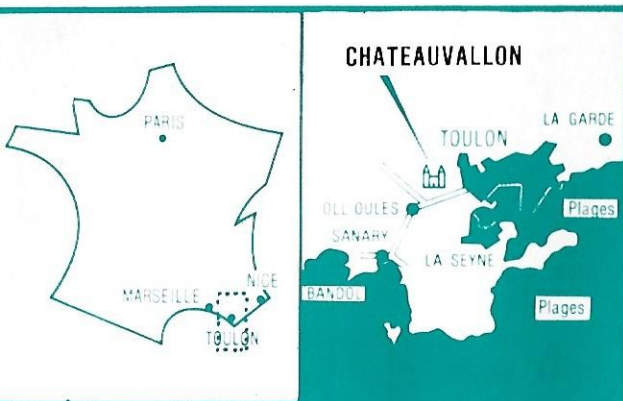 PARIS
MARSEILLE
NICE
TOULON
CHATEAUVALLON
LA GARDE
TOULON
OLLIOULES
Plages
SANARY
LA SEYNE
BANDOL
Plages